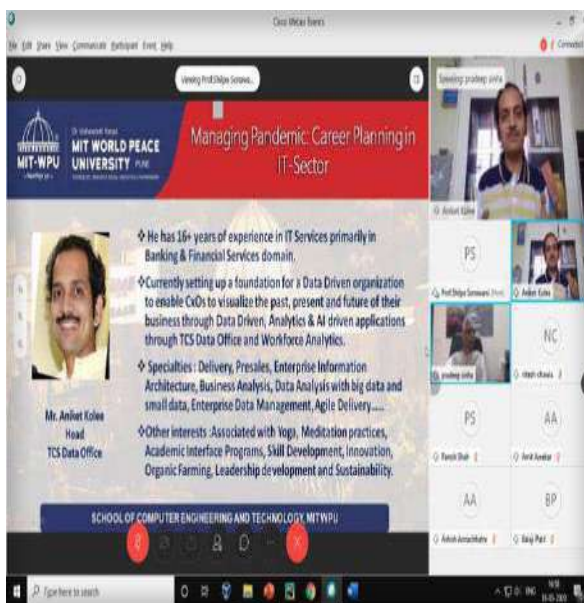 Cisco Webex Events
File Edit Share View Communicate Participant Event Help
Connected
Viewing Prof.Shilpa Sonawa...
Speaking: pradeep sinha
MIT-WPU
MIT WORLD PEACE
UNIVERSITY PUNE
Managing Pandemic: Career Planning in
IT-Sector
He has 16+ years of experience in IT Services primarily in
Banking & Financial Services domain.
Currently setting up a foundation for a Data Driven organization
to enable CxOs to visualize the past, present and future of their
business through Data Driven, Analytics & AI driven applications
through TCS Data Office and Workforce Analytics.
Specialties : Delivery, Presales, Enterprise Information
Architecture, Business Analysis, Data Analysis with big data and
small data, Enterprise Data Management, Agile Delivery.....
Other interests :Associated with Yoga, Meditation practices,
Academic Interface Programs, Skill Development, Innovation,
Organic Farming, Leadership development and Sustainability.
Mr. Aniket Kolee
Head
TCS Data Office
SCHOOL OF COMPUTER ENGINEERING AND TECHNOLOGY, MITWPU
Aniket Kolee
PS
Aniket Kolee
pradeep sinha
NC
PS
AA
AA
BP
Type here to search
ENG